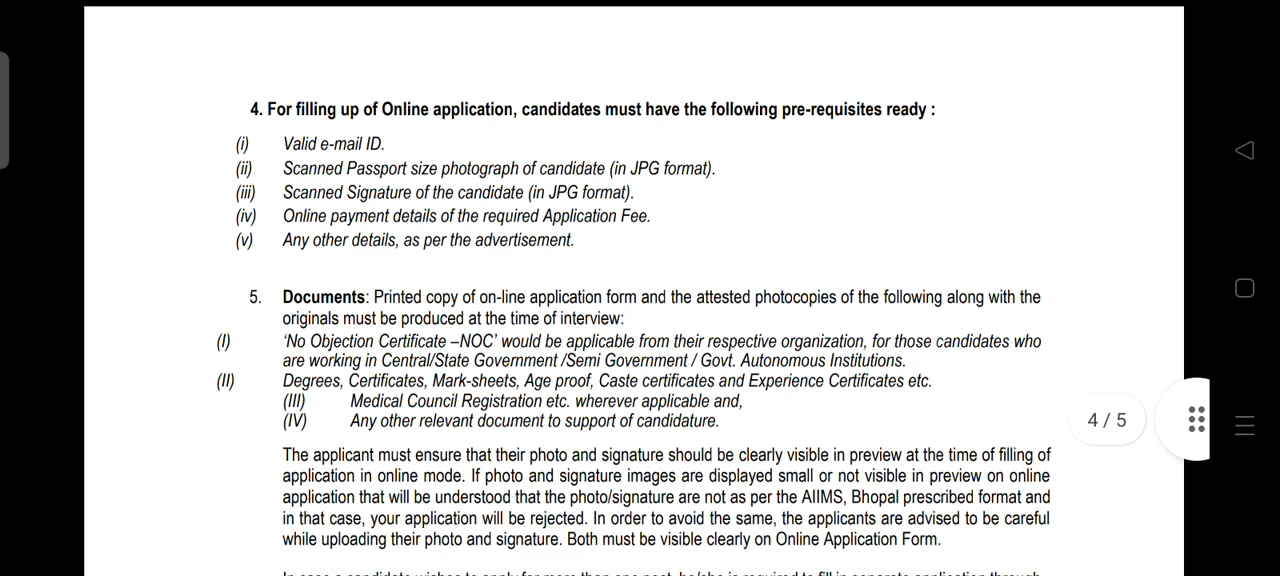 4. For filling up of Online application, candidates must have the following pre-requisites ready :
(i) Valid e-mail ID.
(ii) Scanned Passport size photograph of candidate (in JPG format).
(iii) Scanned Signature of the candidate (in JPG format).
(iv) Online payment details of the required Application Fee.
(v) Any other details, as per the advertisement.
5. Documents: Printed copy of on-line application form and the attested photocopies of the following along with the
originals must be produced at the time of interview:
(I) ‘No Objection Certificate –NOC’ would be applicable from their respective organization, for those candidates who
are working in Central/State Government /Semi Government / Govt. Autonomous Institutions.
(II) Degrees, Certificates, Mark-sheets, Age proof, Caste certificates and Experience Certificates etc.
(III) Medical Council Registration etc. wherever applicable and,
(IV) Any other relevant document to support of candidature.
4 / 5
The applicant must ensure that their photo and signature should be clearly visible in preview at the time of filling of
application in online mode. If photo and signature images are displayed small or not visible in preview on online
application that will be understood that the photo/signature are not as per the AIIMS, Bhopal prescribed format and
in that case, your application will be rejected. In order to avoid the same, the applicants are advised to be careful
while uploading their photo and signature. Both must be visible clearly on Online Application Form.